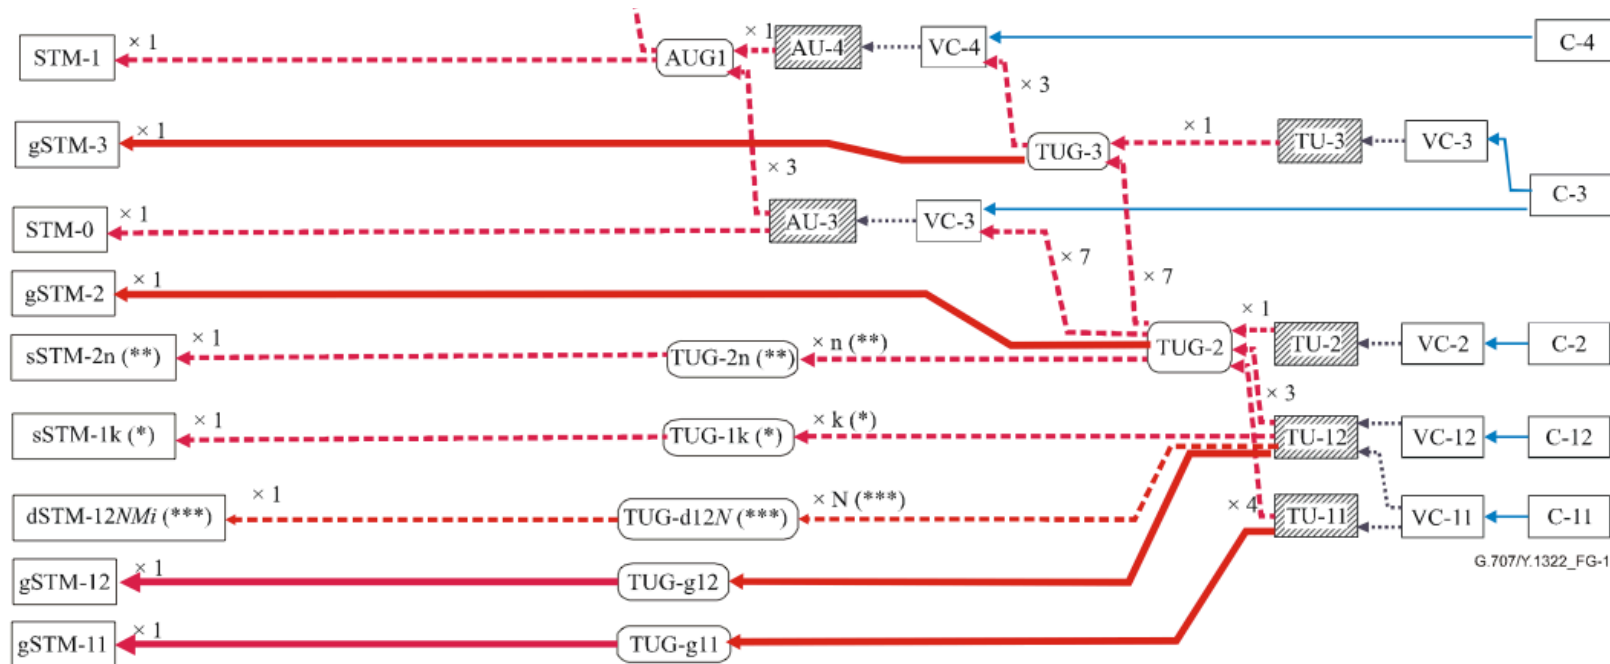 STM-1
× 1
AUG1
× 1
AU-4
VC-4
C-4
× 3
gSTM-3
× 1
TUG-3
× 1
TU-3
VC-3
× 3
C-3
STM-0
× 1
AU-3
VC-3
× 7
× 7
gSTM-2
× 1
× 1
sSTM-2n (**)
× 1
TUG-2n (**)
× n (**)
TUG-2
TU-2
VC-2
C-2
× 3
sSTM-1k (*)
× 1
TUG-1k (*)
× k (*)
TU-12
VC-12
C-12
dSTM-12NMi (***)
× 1
TUG-d12N (***)
× N (***)
× 4
TU-11
VC-11
C-11
G.707/Y.1322_FG-1
gSTM-12
× 1
TUG-g12
gSTM-11
× 1
TUG-g11